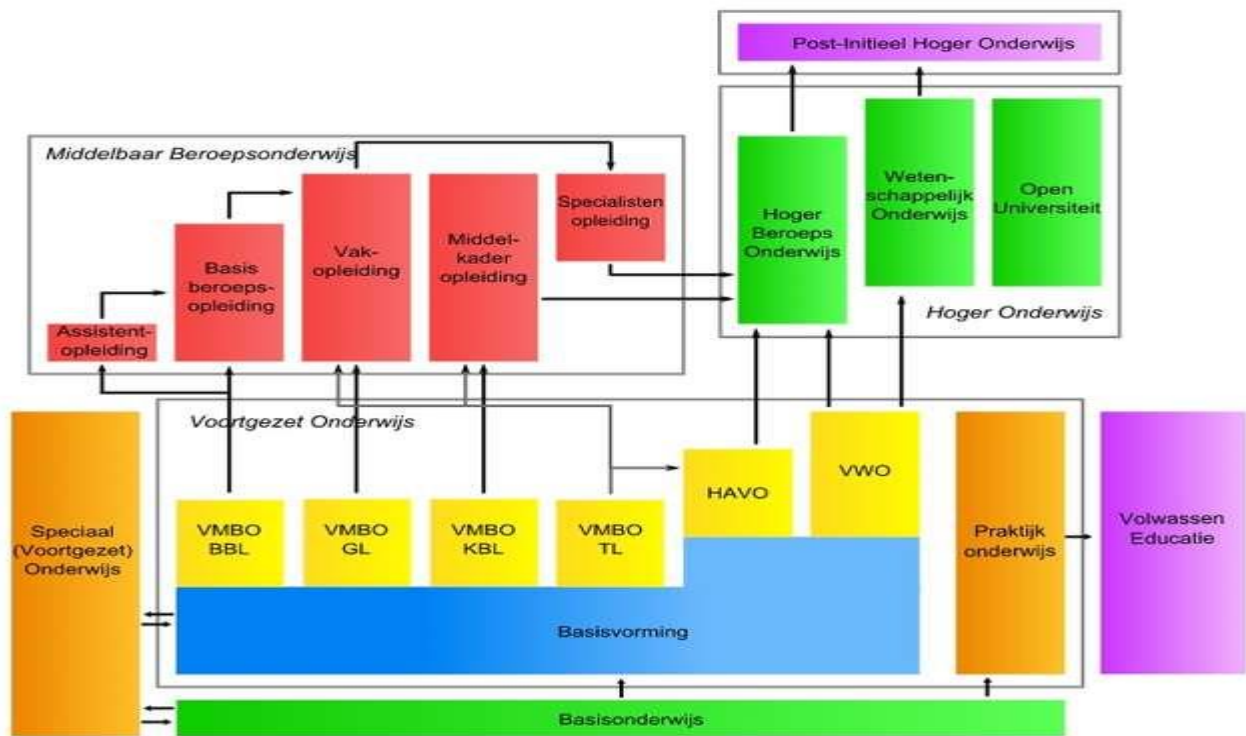 Post-Initieel Hoger Onderwijs
Middelbaar Beroepsonderwijs
Assistent-
opleiding
Basis
beroeps-
opleiding
Vak-
opleiding
Middel-
kader
opleiding
Specialisten
opleiding
Hoger
Beroeps
Onderwijs
Weten-
schappelijk
Onderwijs
Open
Universiteit
Hoger Onderwijs
Voortgezet Onderwijs
Speciaal
(Voortgezet)
Onderwijs
VMBO
BBL
VMBO
GL
VMBO
KBL
VMBO
TL
HAVO
VWO
Praktijk
onderwijs
Volwassen
Educatie
Basisvorming
Basisonderwijs